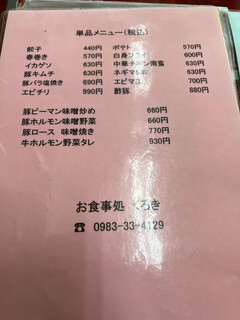 単品メニュー(税込)
餃子 440円 ポテト 570円
春巻き 570円 白身フライ 600円
イカゲソ 630円 中華チキン南蛮 630円
豚キムチ 630円 ネギマ5本 630円
豚バラ塩焼き 690円 エビマヨ 700円
エビチリ 990円 酢豚 880円
豚ピーマン味噌炒め 660円
豚ホルモン味噌野菜 660円
豚ロース 味噌焼き 770円
牛ホルモン野菜タレ 930円
お食事処 くろき
☎ 0983-33-4129